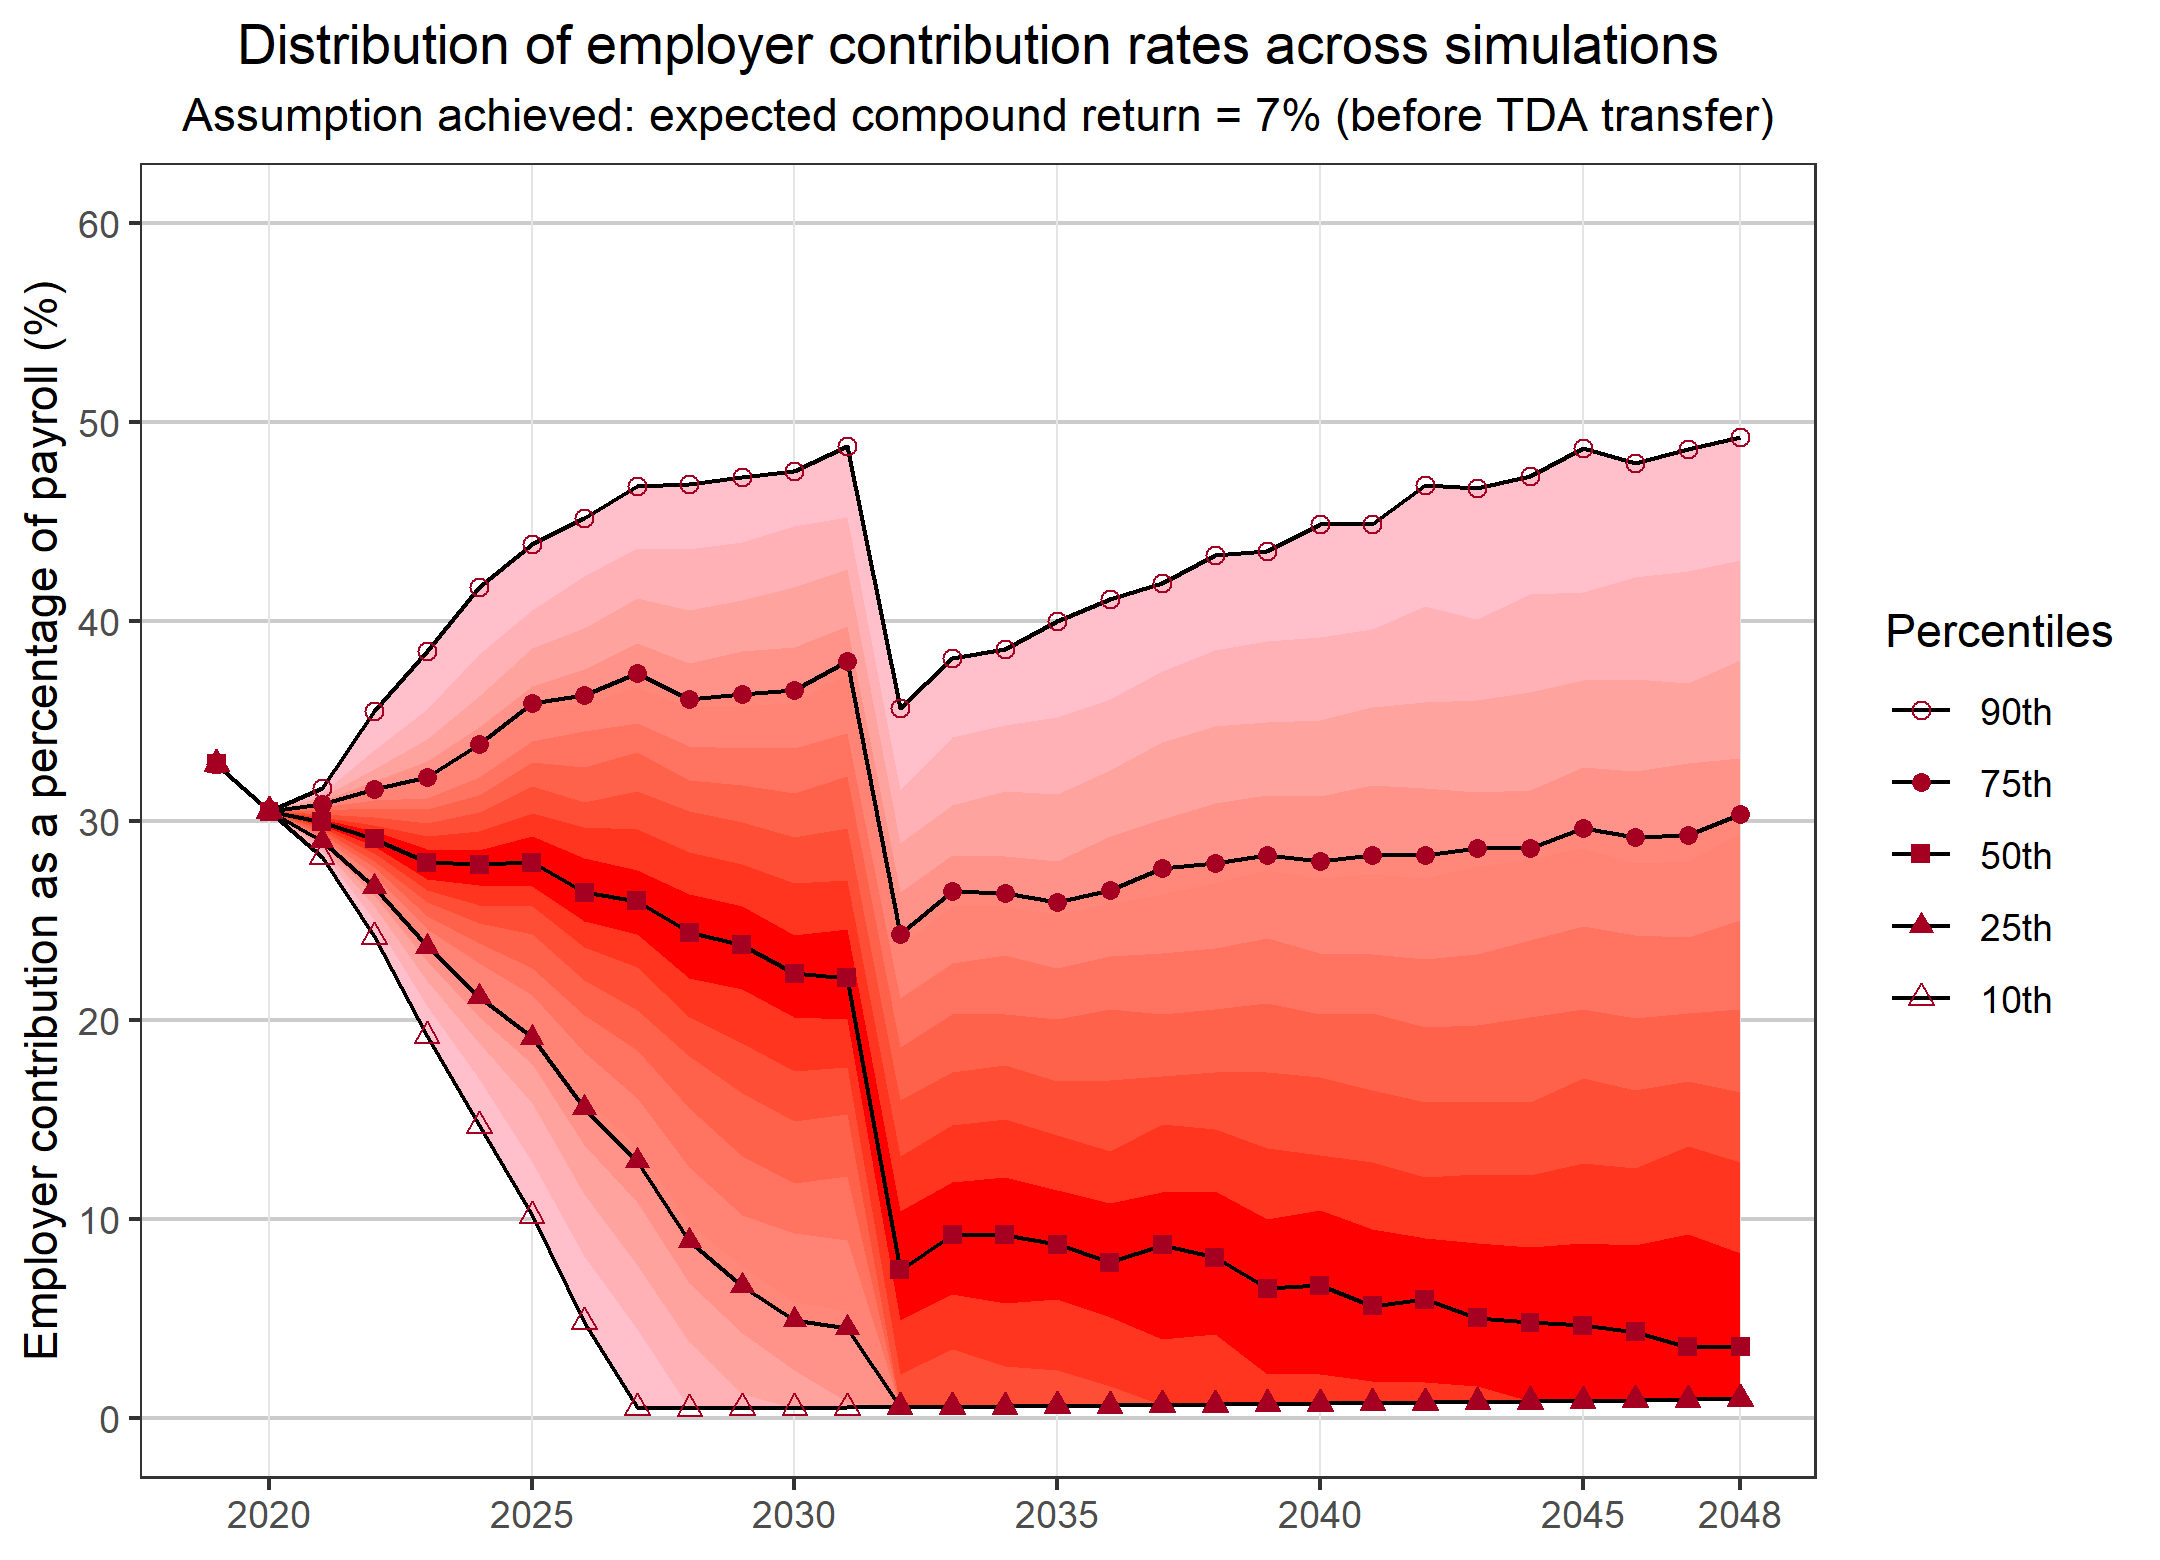 Distribution of employer contribution rates across simulations
Assumption achieved: expected compound return = 7% (before TDA transfer)
Employer contribution as a percentage of payroll (%)
60
50
40
30
20
10
0
2020 2025 2030 2035 2040 2045 2048
Percentiles
90th
75th
50th
25th
10th